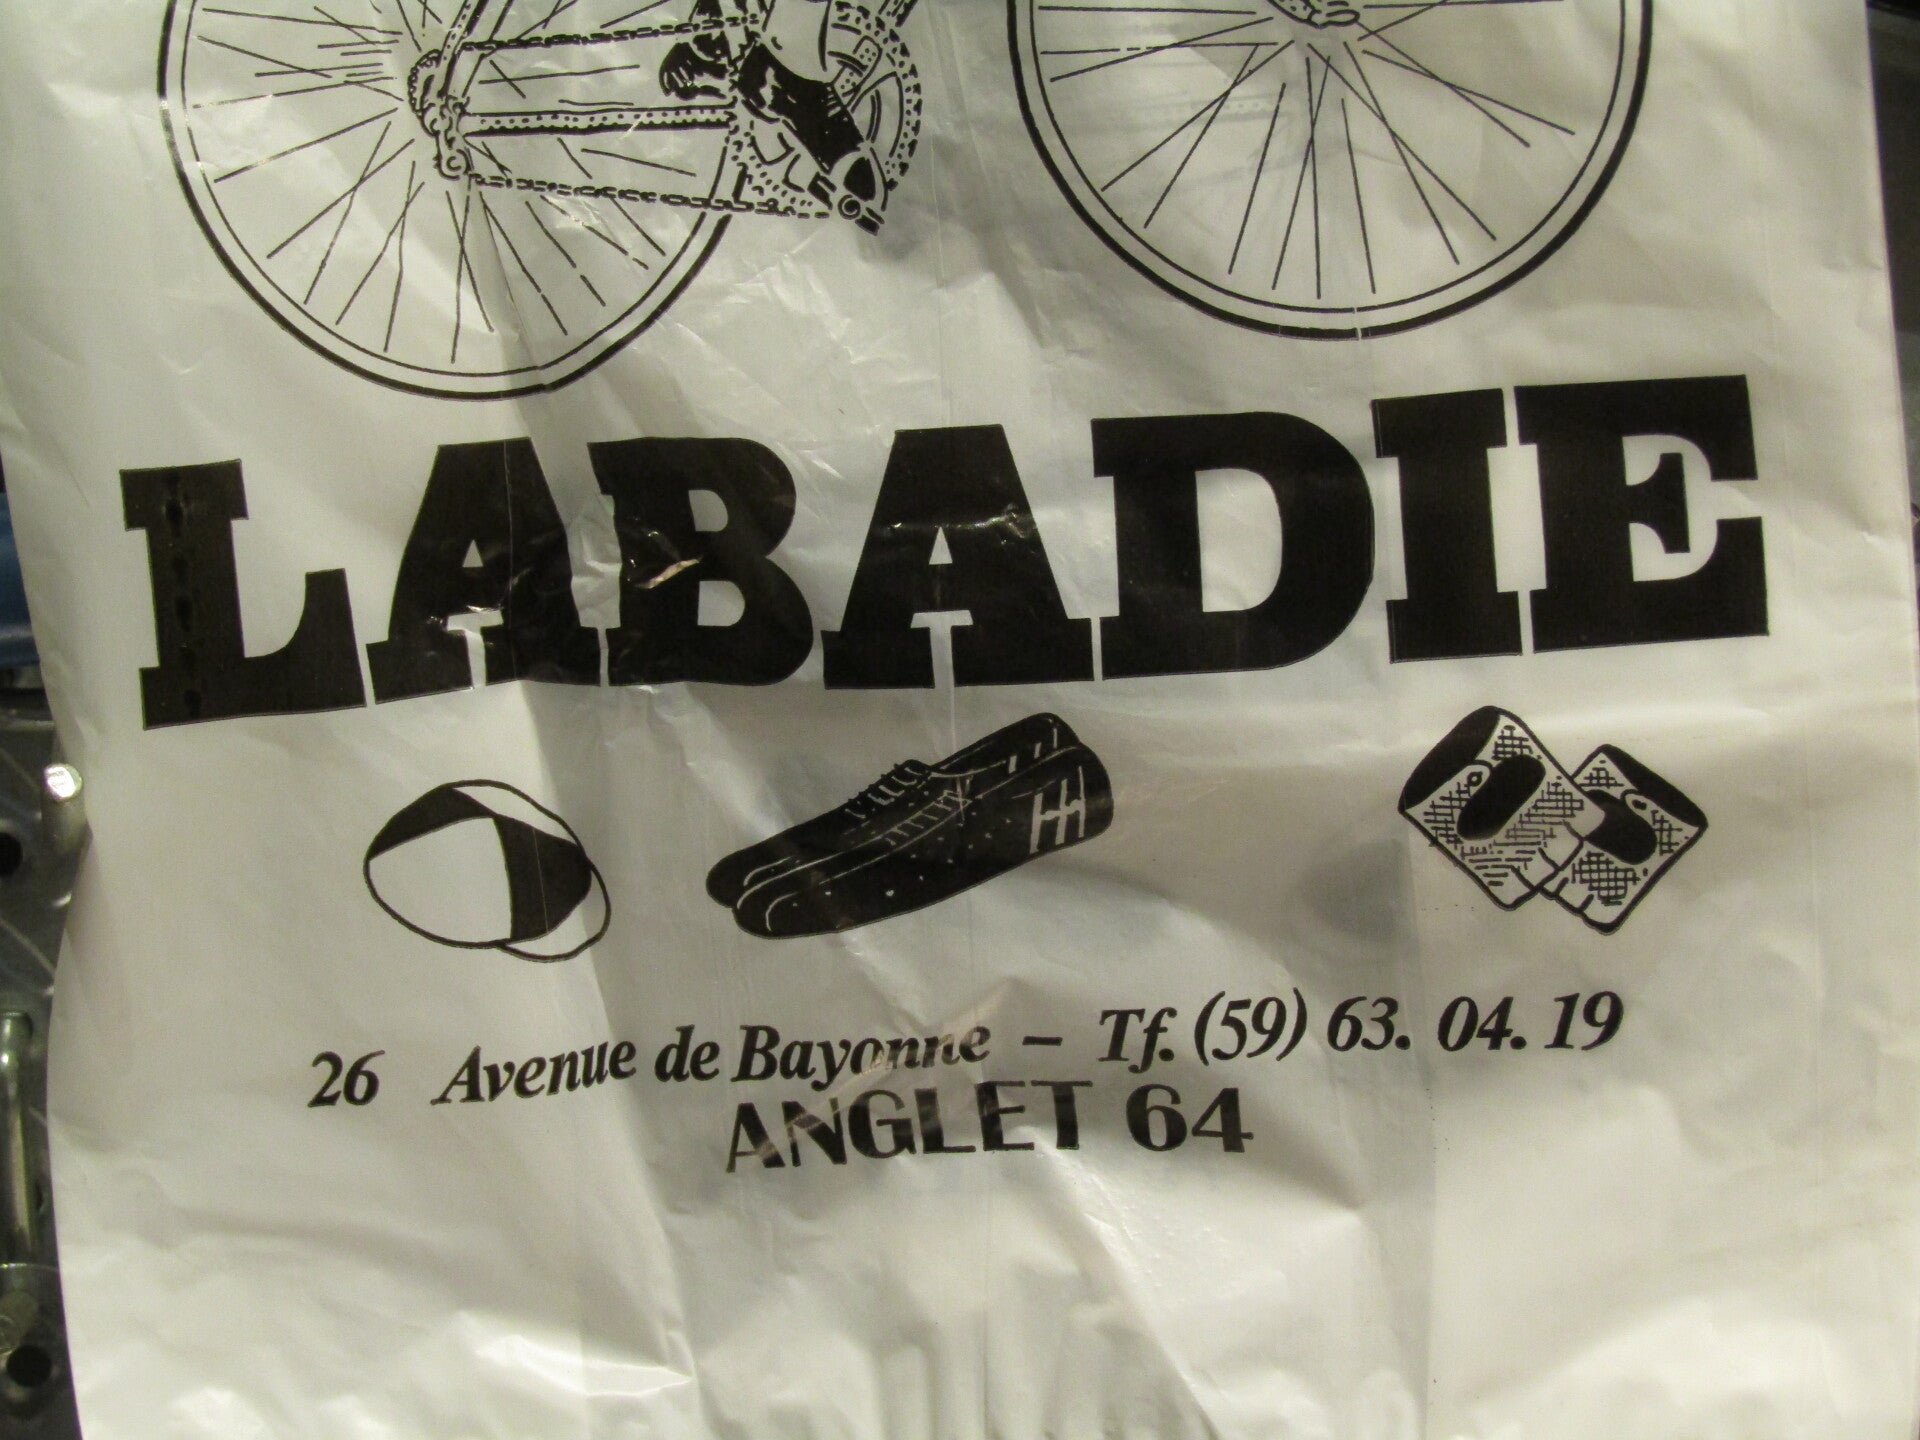 LABADIE
26 Avenue de Bayonne – Tf. (59) 63. 04. 19
ANGLET 64